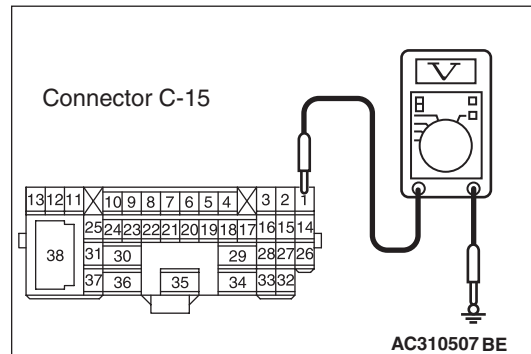 V
Connector C-15
13 12 11 10 9 8 7 6 5 4 3 2 1
25 24 23 22 21 20 19 18 17 16 15 14
38 31 30 29 28 27 26
37 36 35 34 33 32
AC310507 BE